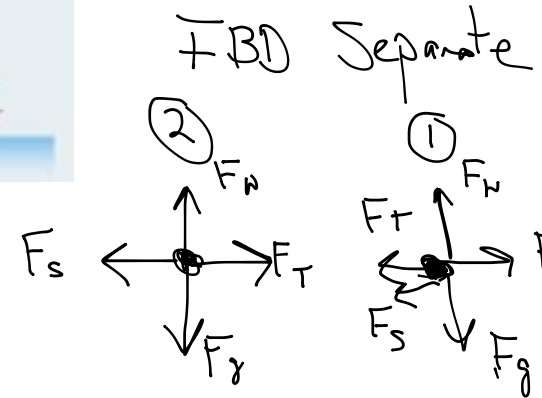 FBD Separate
2 1
F_N F_N
F_T
F_s F_T F
F_s
F_g F_g